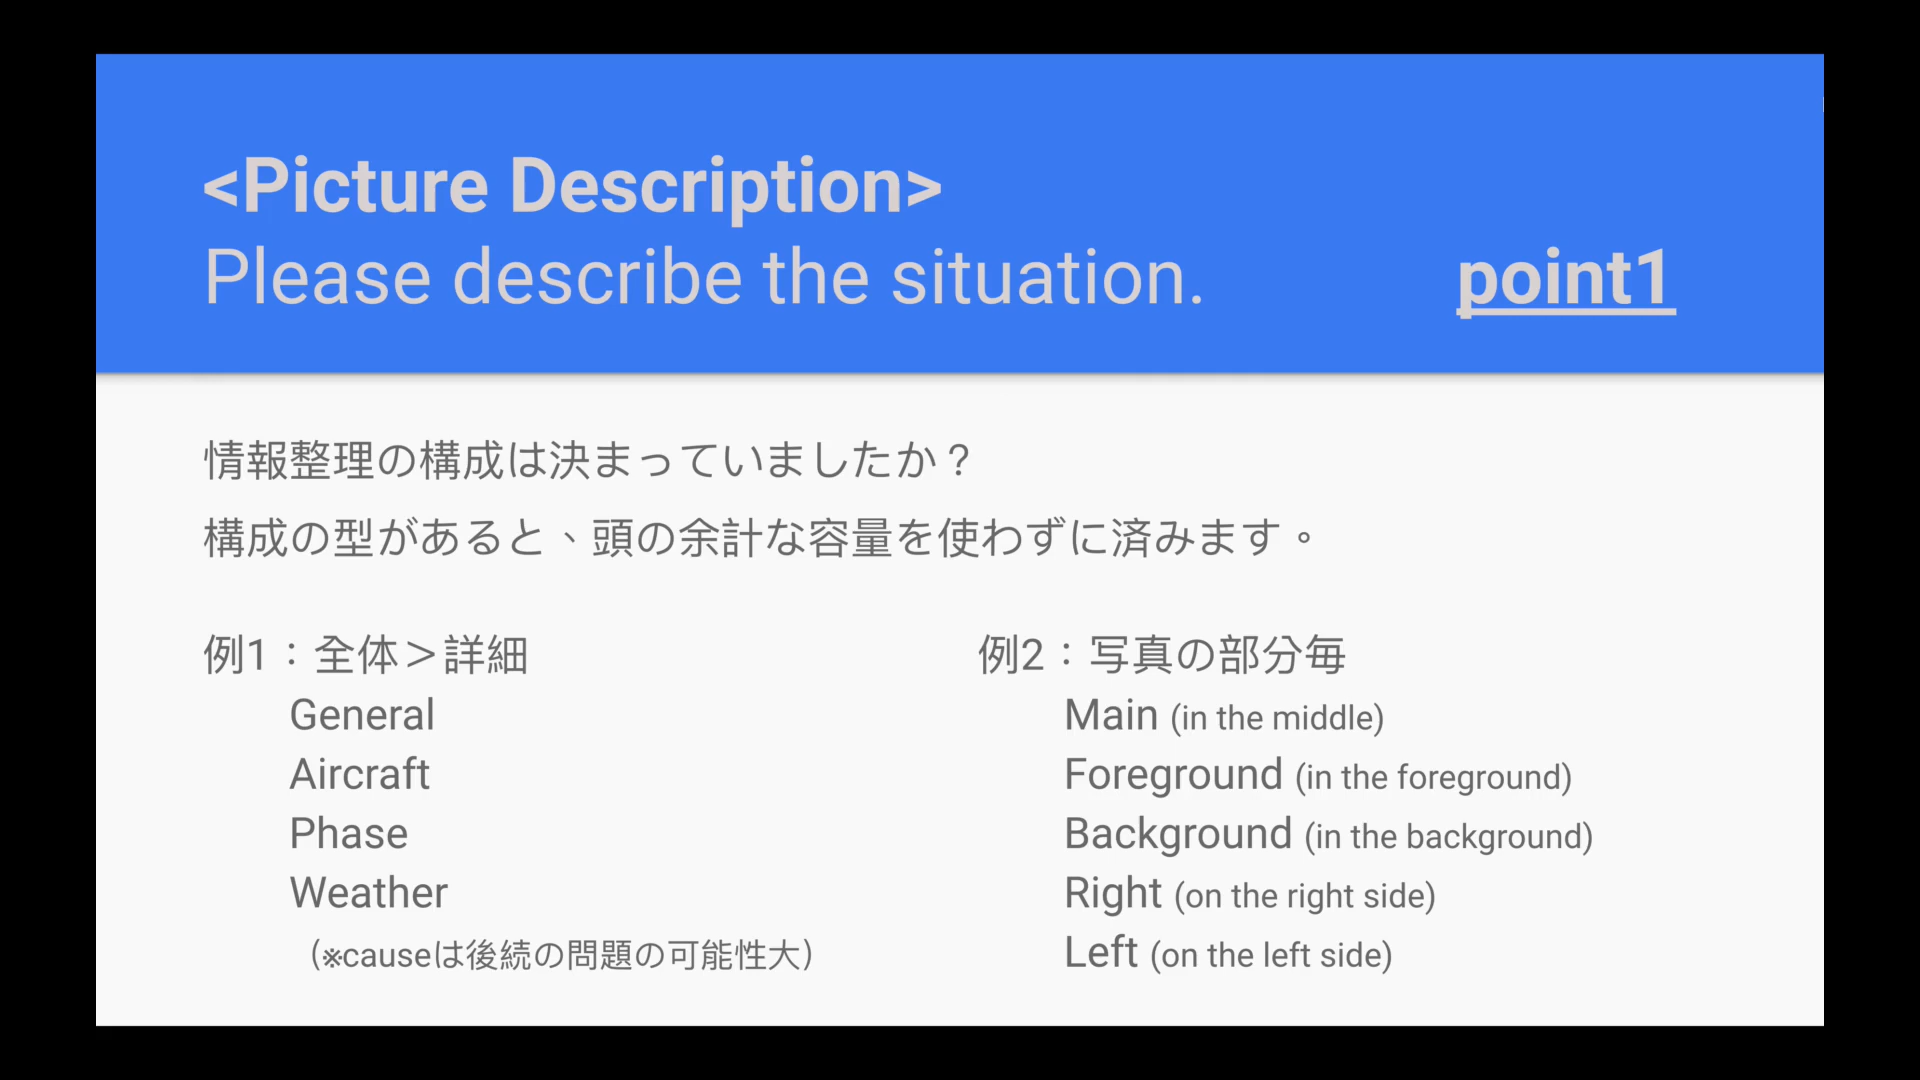 <Picture Description>
Please describe the situation.
point1
情報整理の構成は決まっていましたか？
構成の型があると、頭の余計な容量を使わずに済みます。
例1：全体＞詳細
General
Aircraft
Phase
Weather
（※causeは後続の問題の可能性大）
例2：写真の部分毎
Main (in the middle)
Foreground (in the foreground)
Background (in the background)
Right (on the right side)
Left (on the left side)